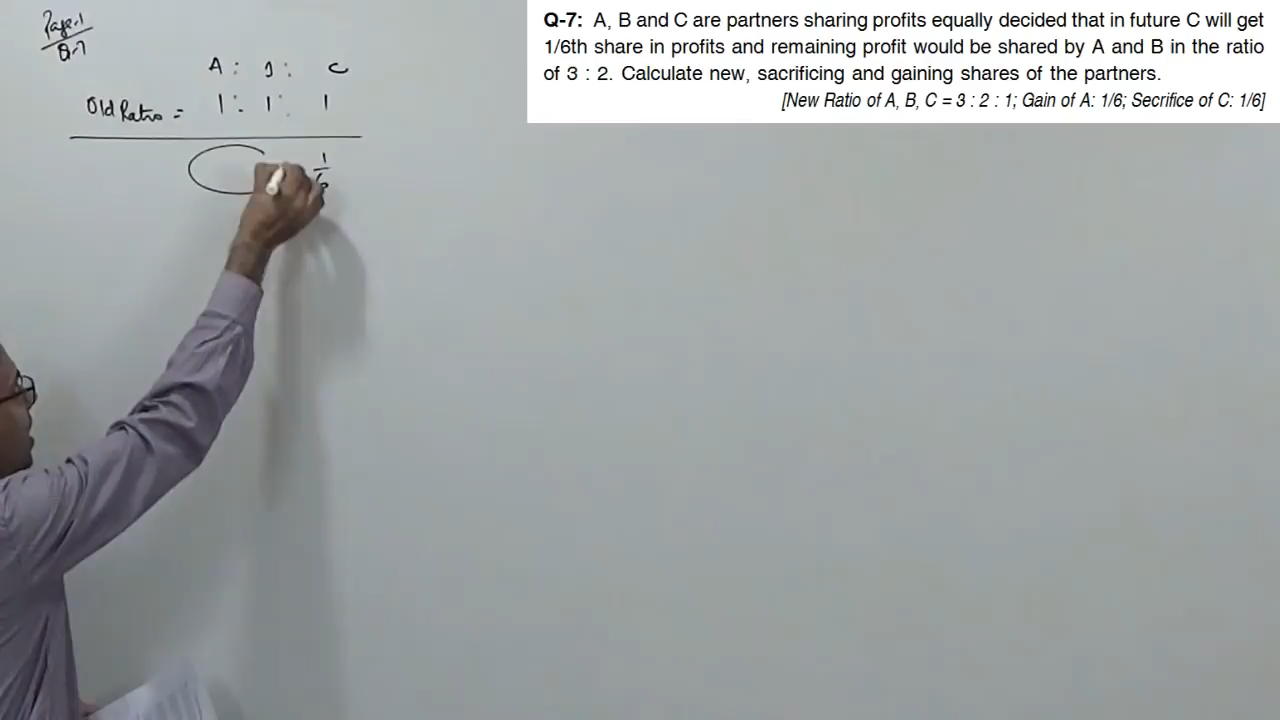 Page-1
Q-7
A : B : C
Old Ratio = 1 : 1 : 1
1
6
Q-7: A, B and C are partners sharing profits equally decided that in future C will get
1/6th share in profits and remaining profit would be shared by A and B in the ratio
of 3 : 2. Calculate new, sacrificing and gaining shares of the partners.
[New Ratio of A, B, C = 3 : 2 : 1; Gain of A: 1/6; Secrifice of C: 1/6]